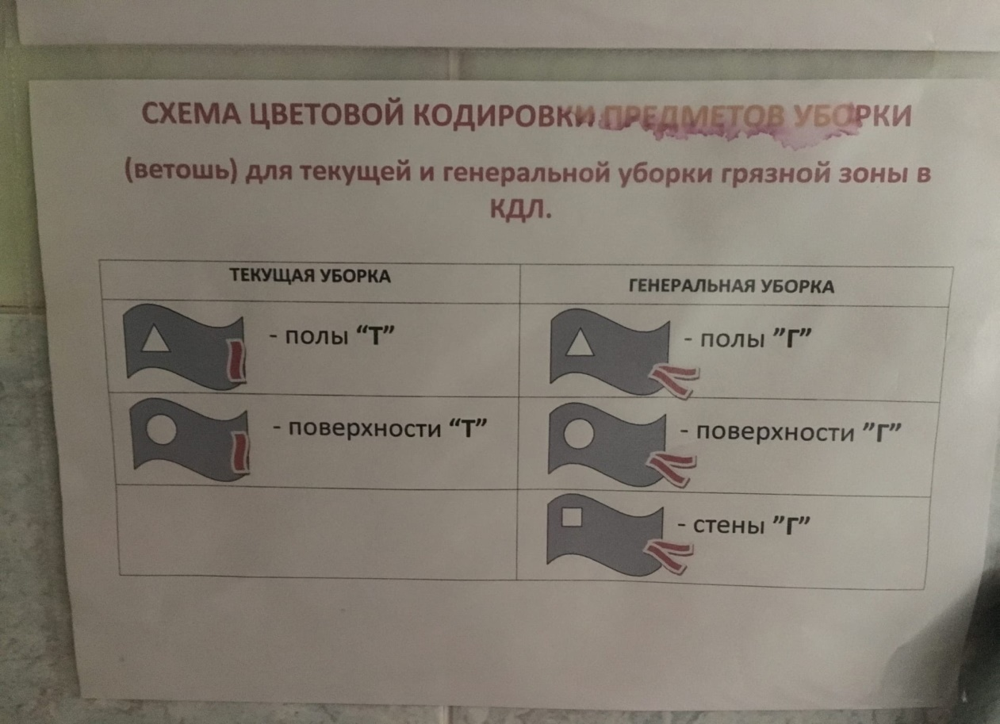 СХЕМА ЦВЕТОВОЙ КОДИРОВКИ ПРЕДМЕТОВ УБОРКИ
(ветошь) для текущей и генеральной уборки грязной зоны в
КДЛ.
ТЕКУЩАЯ УБОРКА
ГЕНЕРАЛЬНАЯ УБОРКА
- полы “Т”
- полы ”Г”
- поверхности “Т”
- поверхности ”Г”
- стены ”Г”